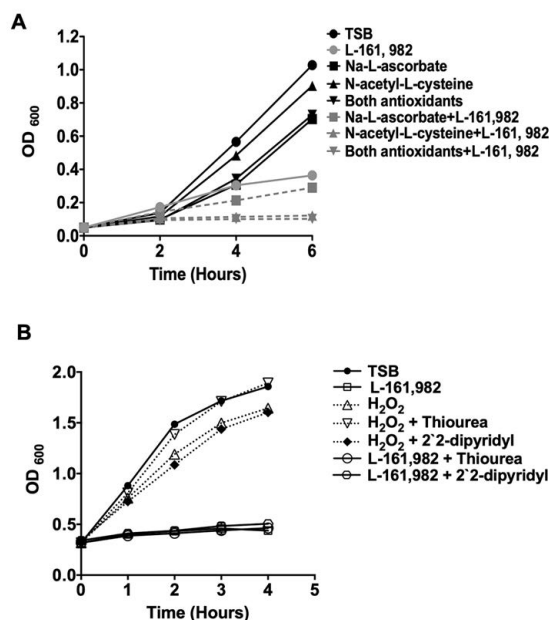 A
1.2
1.0
0.8
0.6
0.4
0.2
0.0
OD 600
0 2 4 6
Time (Hours)
TSB
L-161, 982
Na-L-ascorbate
N-acetyl-L-cysteine
Both antioxidants
Na-L-ascorbate+L-161,982
N-acetyl-L-cysteine+L-161, 982
Both antioxidants+L-161, 982
B
2.0
1.5
1.0
0.5
0.0
OD 600
0 1 2 3 4 5
Time (Hours)
TSB
L-161,982
H₂O₂
H₂O₂ + Thiourea
H₂O₂ + 2`2-dipyridyl
L-161,982 + Thiourea
L-161,982 + 2`2-dipyridyl